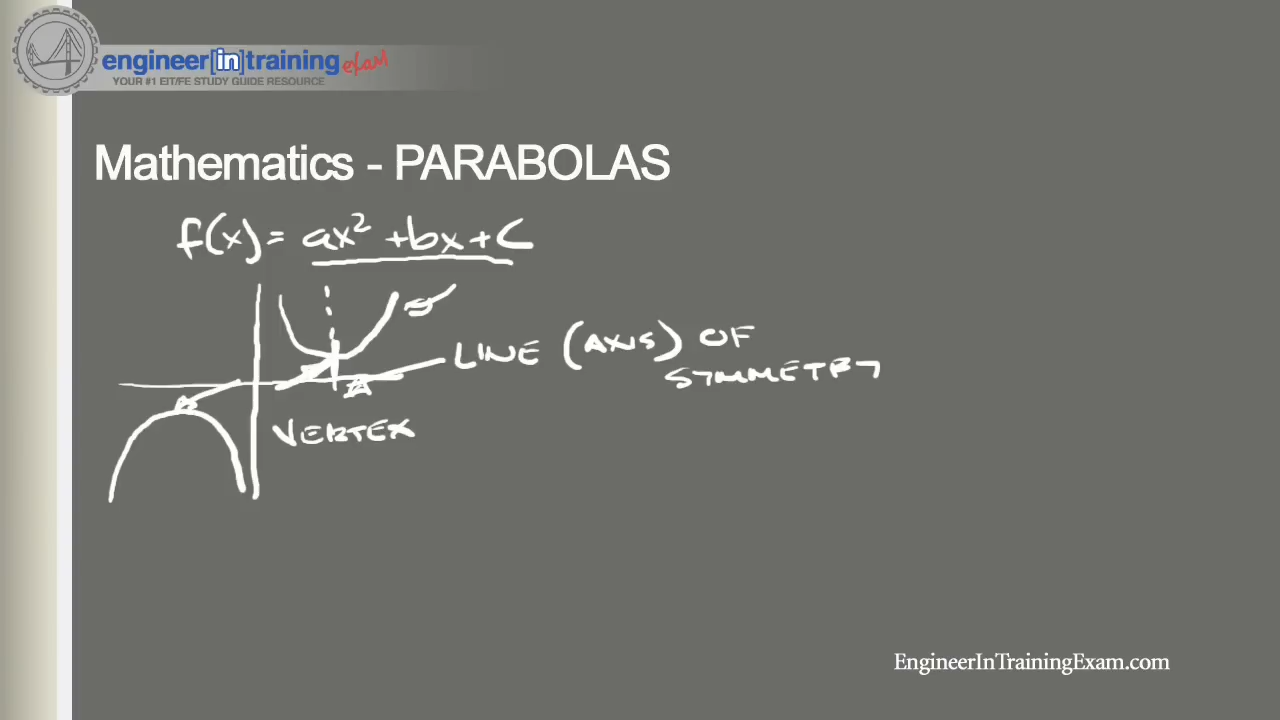 engineer[in]training exam
YOUR #1 EIT/FE STUDY GUIDE RESOURCE
Mathematics - PARABOLAS
f(x) = ax² + bx + C
LINE (AXIS) OF
SYMMETRY
VERTEX
EngineerInTrainingExam.com